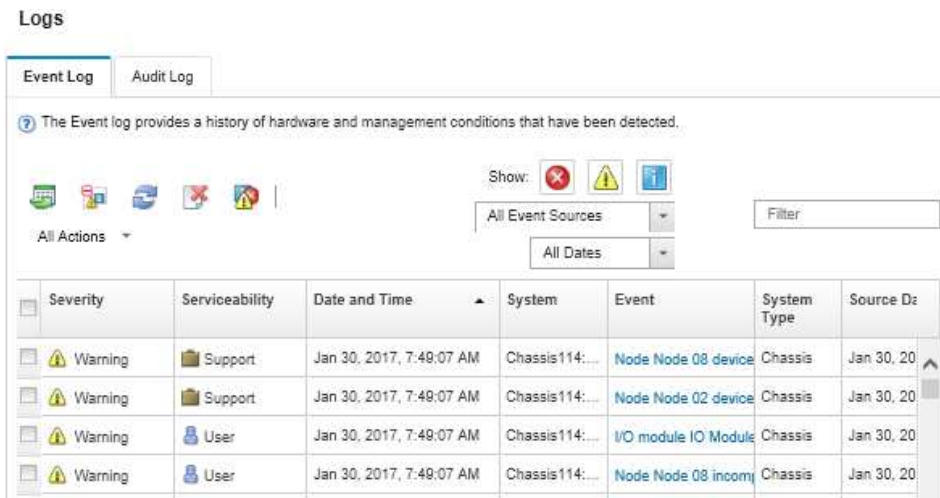 Logs
Event Log Audit Log
The Event log provides a history of hardware and management conditions that have been detected.
Show:
All Event Sources
Filter
All Actions
All Dates
Severity Serviceability Date and Time System Event System Type Source Da
Warning Support Jan 30, 2017, 7:49:07 AM Chassis114:... Node Node 08 device Chassis Jan 30, 20
Warning Support Jan 30, 2017, 7:49:07 AM Chassis114:... Node Node 02 device Chassis Jan 30, 20
Warning User Jan 30, 2017, 7:49:07 AM Chassis114:... I/O module IO Module Chassis Jan 30, 20
Warning User Jan 30, 2017, 7:49:07 AM Chassis114:... Node Node 08 incom Chassis Jan 30, 20